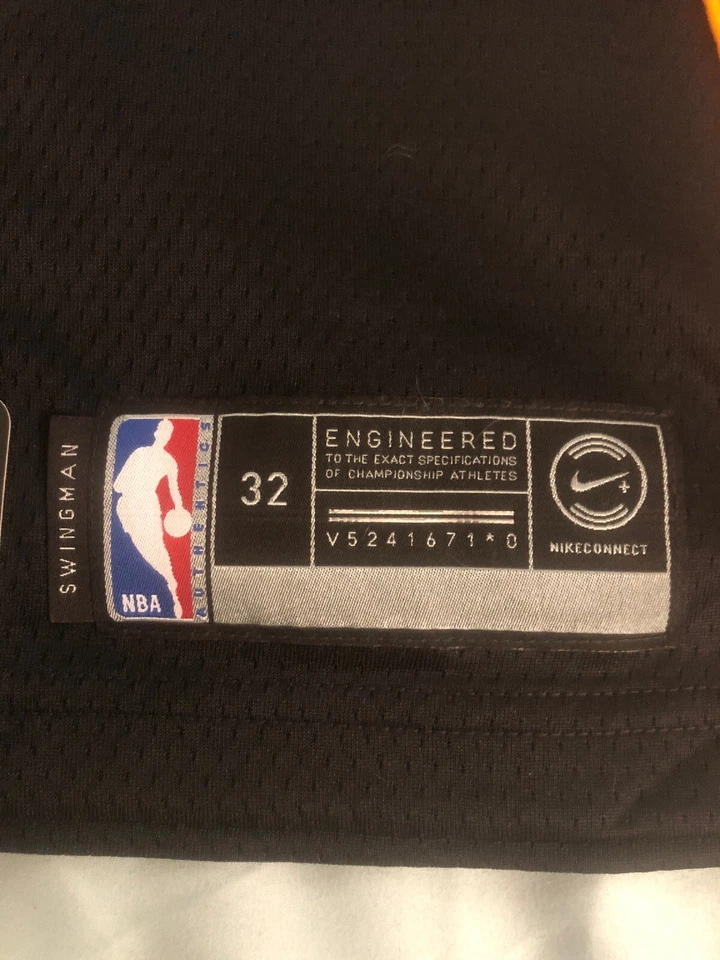 SWINGMAN
NBA
AUTHENTICS
32
ENGINEERED
TO THE EXACT SPECIFICATIONS
OF CHAMPIONSHIP ATHLETES
V5241671*0
NIKECONNECT